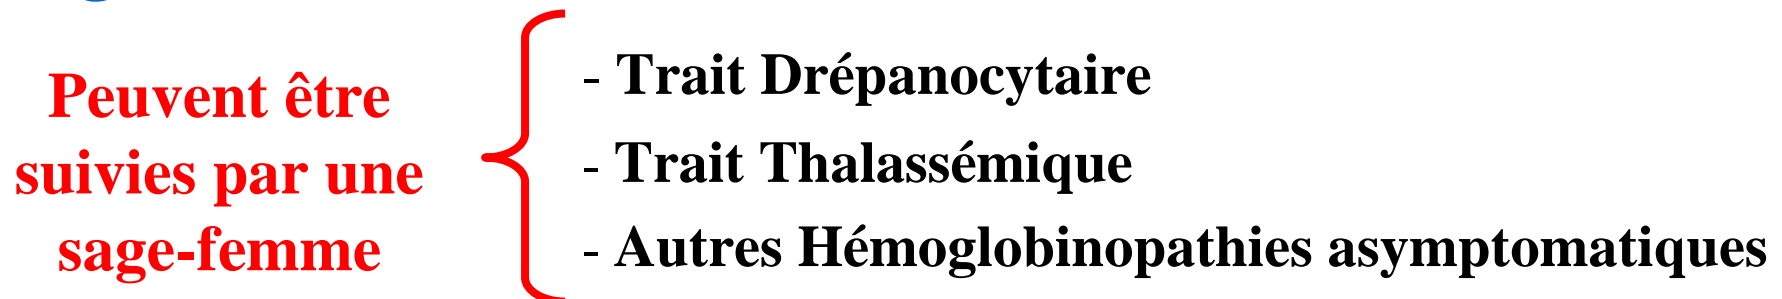 Peuvent être
suivies par une
sage-femme
- Trait Drépanocytaire
- Trait Thalassémique
- Autres Hémoglobinopathies asymptomatiques